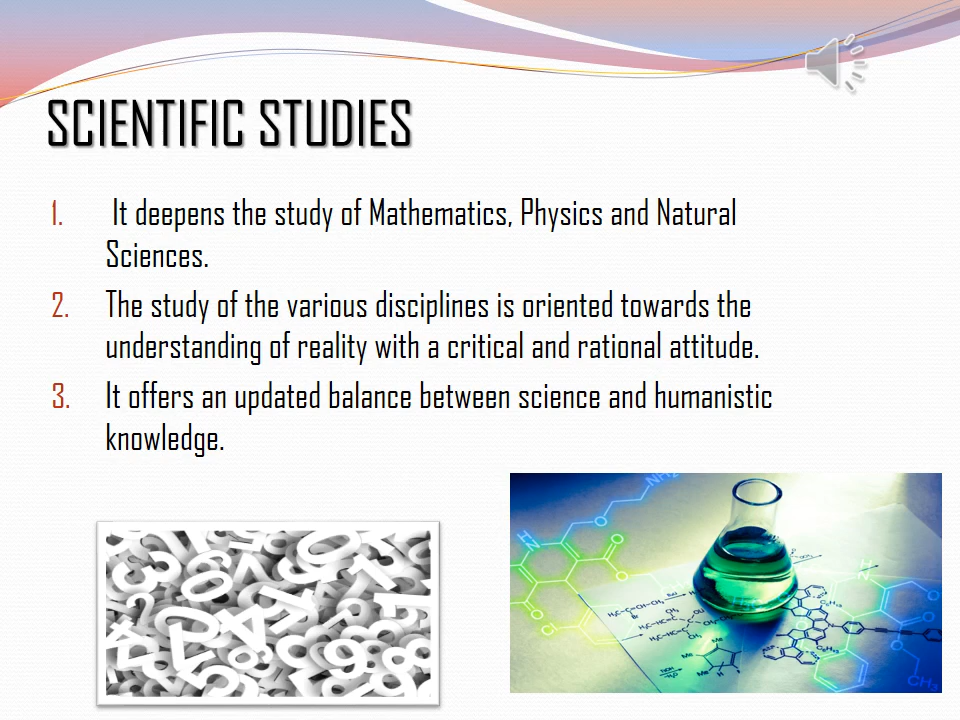 SCIENTIFIC STUDIES
1. It deepens the study of Mathematics, Physics and Natural
Sciences.
2. The study of the various disciplines is oriented towards the
understanding of reality with a critical and rational attitude.
3. It offers an updated balance between science and humanistic
knowledge.